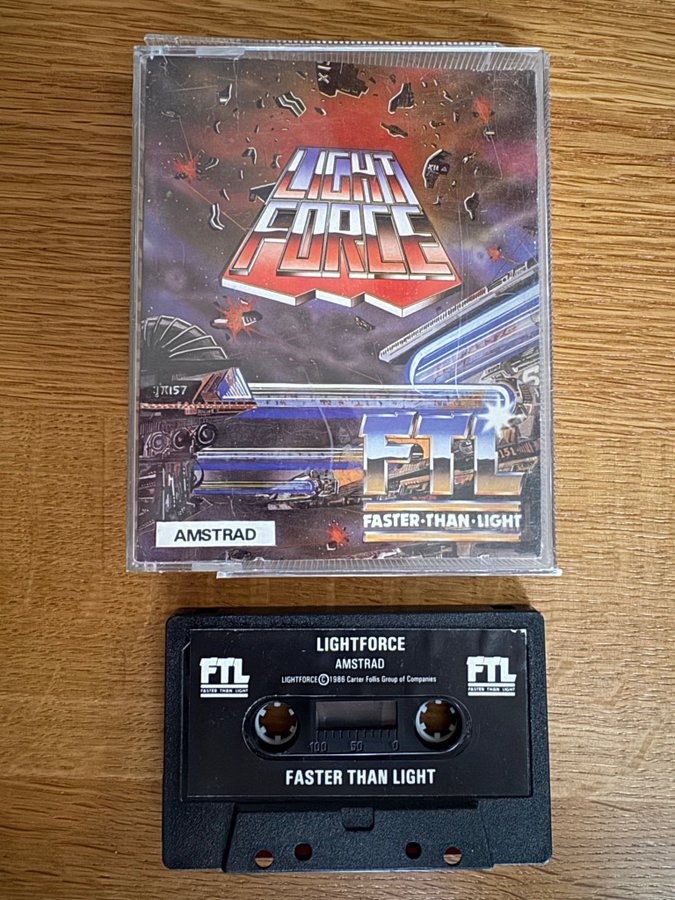 LIGHT
FORCE
JX157
FTL
FASTER·THAN·LIGHT
AMSTRAD
LIGHTFORCE
AMSTRAD
LIGHTFORCE © 1986 Carter Follis Group of Companies
FTL
FASTER THAN LIGHT
FTL
FASTER THAN LIGHT
100 50 0
FASTER THAN LIGHT